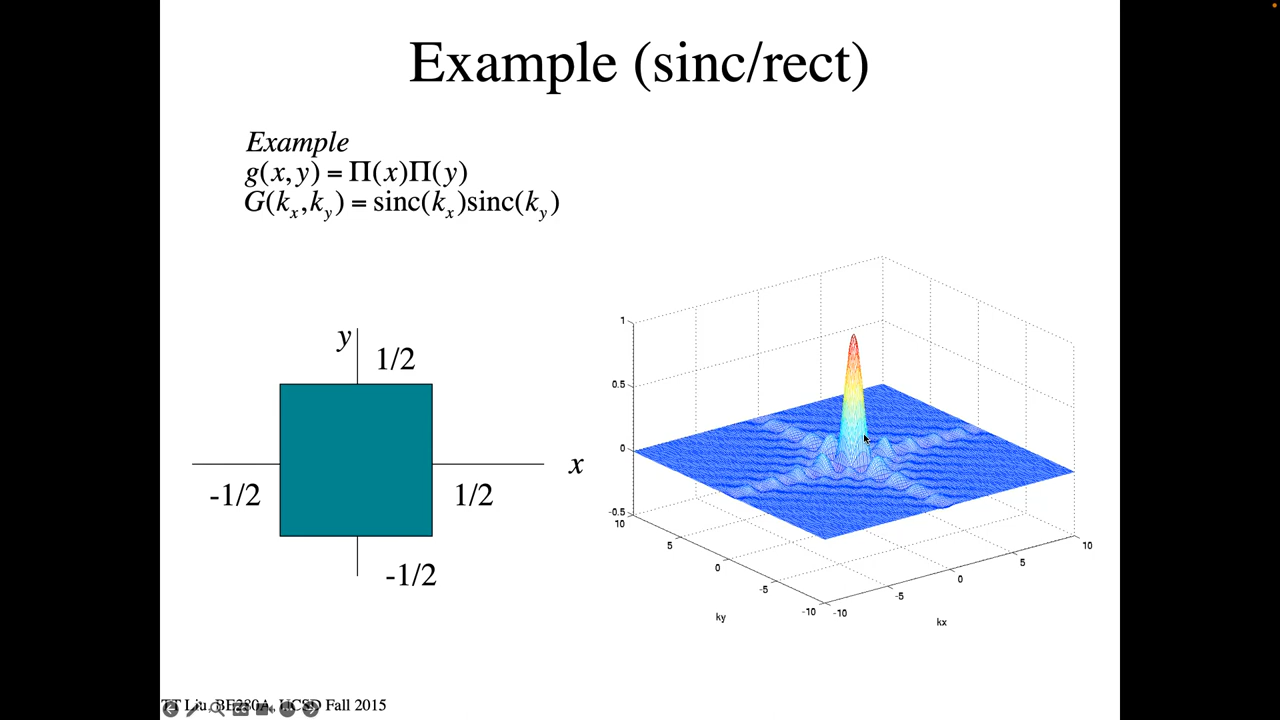 Example (sinc/rect)
Example
g(x, y) = Π(x)Π(y)
G(kx, ky) = sinc(kx)sinc(ky)
y
1/2
x
-1/2
1/2
-1/2
1
0.5
0
-0.5
10
5
0
-5
-10
ky
-10
-5
0
5
10
kx
TT Liu, BE280A, UCSD Fall 2015